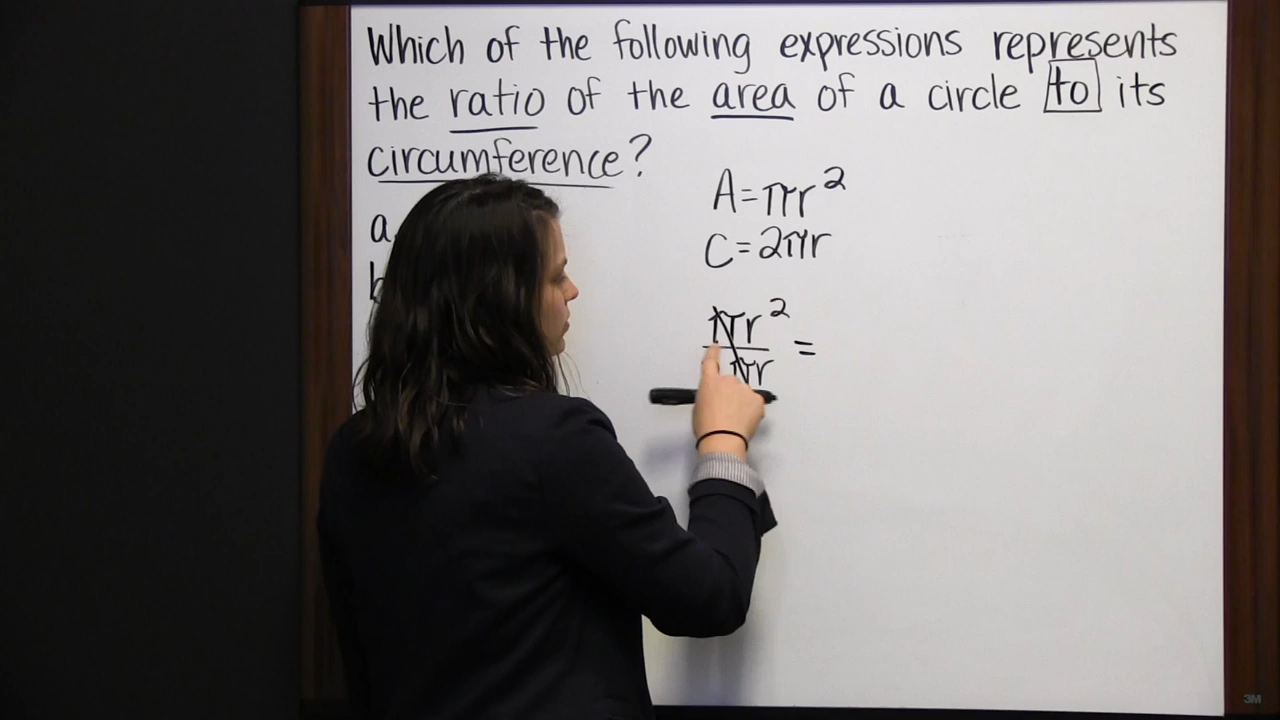 Which of the following expressions represents
the ratio of the area of a circle to its
circumference?
a
A=πr²
C=2πr
b
πr² =
πr
3M